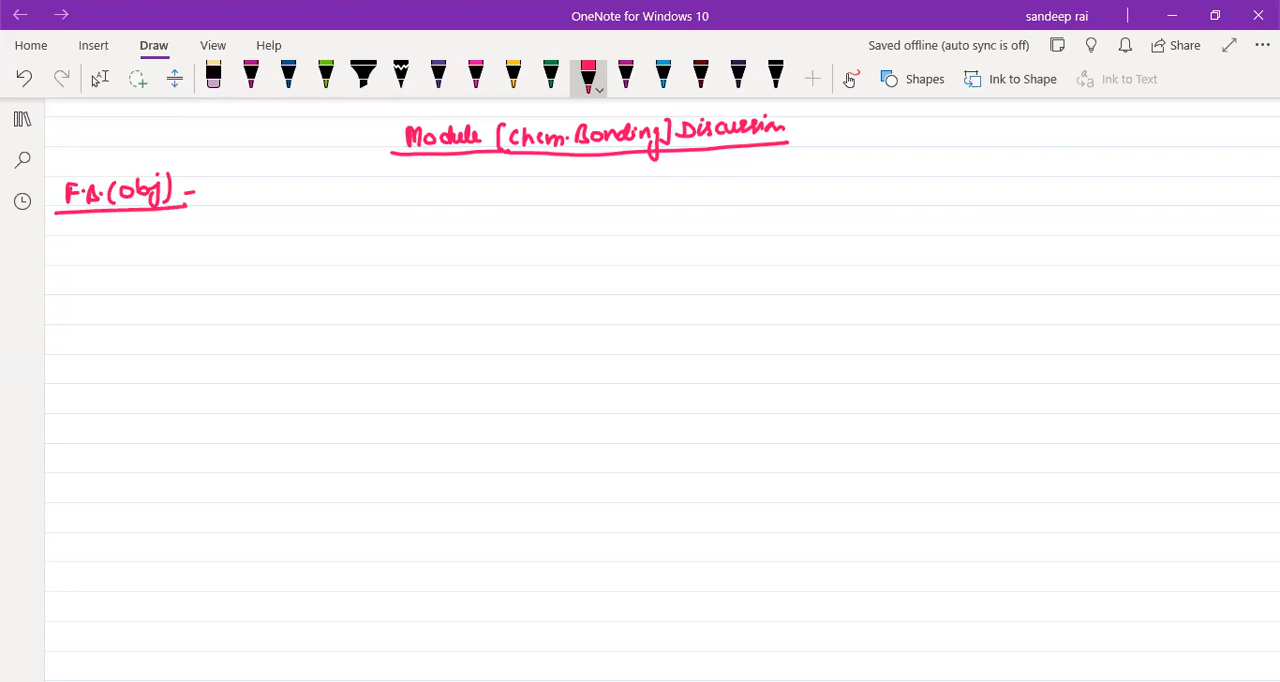 OneNote for Windows 10
sandeep rai
Home Insert Draw View Help
Saved offline (auto sync is off)
Share
Shapes
Ink to Shape
Ink to Text
Module [Chem. Bonding] Discussion
F.A. (Obj) -